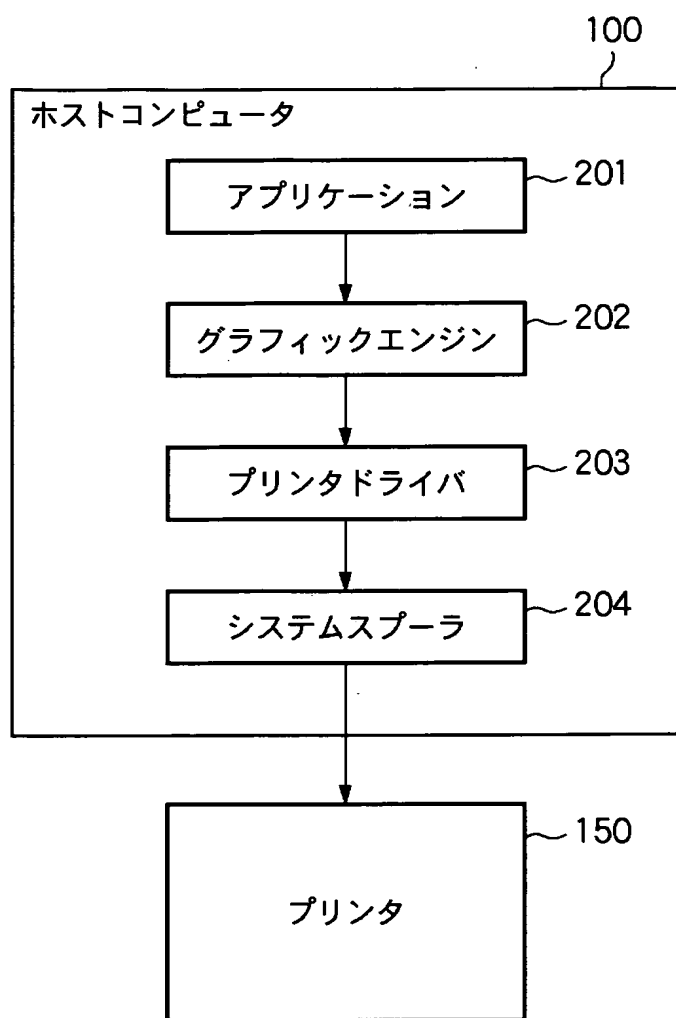 100
ホストコンピュータ
アプリケーション
201
グラフィックエンジン
202
プリンタドライバ
203
システムスプーラ
204
150
プリンタ